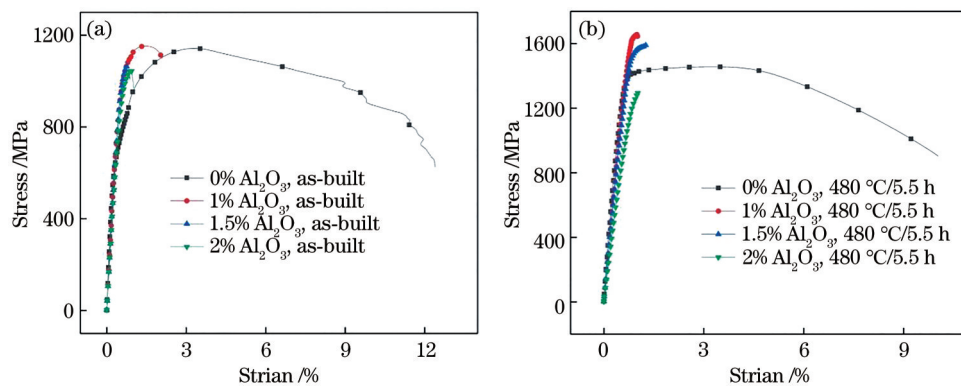 (a)
1200
800
400
0
Stress /MPa
0% Al₂O₃, as-built
1% Al₂O₃, as-built
1.5% Al₂O₃, as-built
2% Al₂O₃, as-built
0 3 6 9 12
Strian /%
(b)
1600
1200
800
400
0
Stress /MPa
0% Al₂O₃, 480 °C/5.5 h
1% Al₂O₃, 480 °C/5.5 h
1.5% Al₂O₃, 480 °C/5.5 h
2% Al₂O₃, 480 °C/5.5 h
0 3 6 9
Strian /%